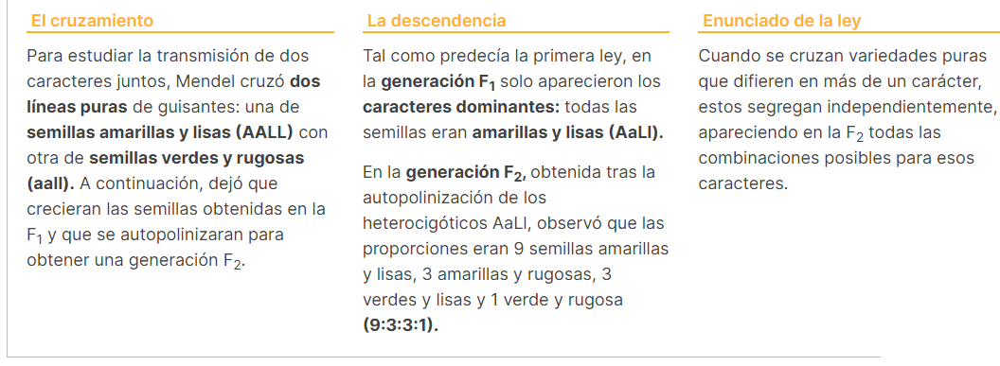 El cruzamiento
Para estudiar la transmisión de dos
caracteres juntos, Mendel cruzó dos
líneas puras de guisantes: una de
semillas amarillas y lisas (AALL) con
otra de semillas verdes y rugosas
(aall). A continuación, dejó que
crecieran las semillas obtenidas en la
F₁ y que se autopolinizaran para
obtener una generación F₂.
La descendencia
Tal como predecía la primera ley, en
la generación F₁ solo aparecieron los
caracteres dominantes: todas las
semillas eran amarillas y lisas (AaLl).
En la generación F₂, obtenida tras la
autopolinización de los
heterocigóticos AaLl, observó que las
proporciones eran 9 semillas amarillas
y lisas, 3 amarillas y rugosas, 3
verdes y lisas y 1 verde y rugosa
(9:3:3:1).
Enunciado de la ley
Cuando se cruzan variedades puras
que difieren en más de un carácter,
estos segregan independientemente,
apareciendo en la F₂ todas las
combinaciones posibles para esos
caracteres.